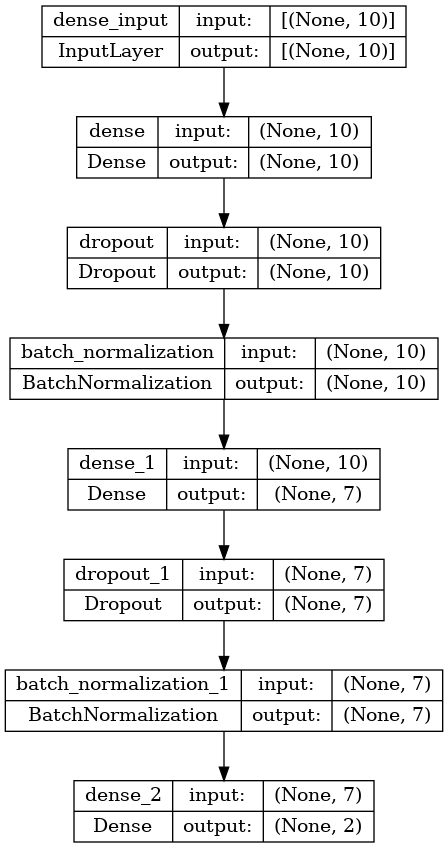 dense_input input: [(None, 10)]
InputLayer output: [(None, 10)]
dense input: (None, 10)
Dense output: (None, 10)
dropout input: (None, 10)
Dropout output: (None, 10)
batch_normalization input: (None, 10)
BatchNormalization output: (None, 10)
dense_1 input: (None, 10)
Dense output: (None, 7)
dropout_1 input: (None, 7)
Dropout output: (None, 7)
batch_normalization_1 input: (None, 7)
BatchNormalization output: (None, 7)
dense_2 input: (None, 7)
Dense output: (None, 2)